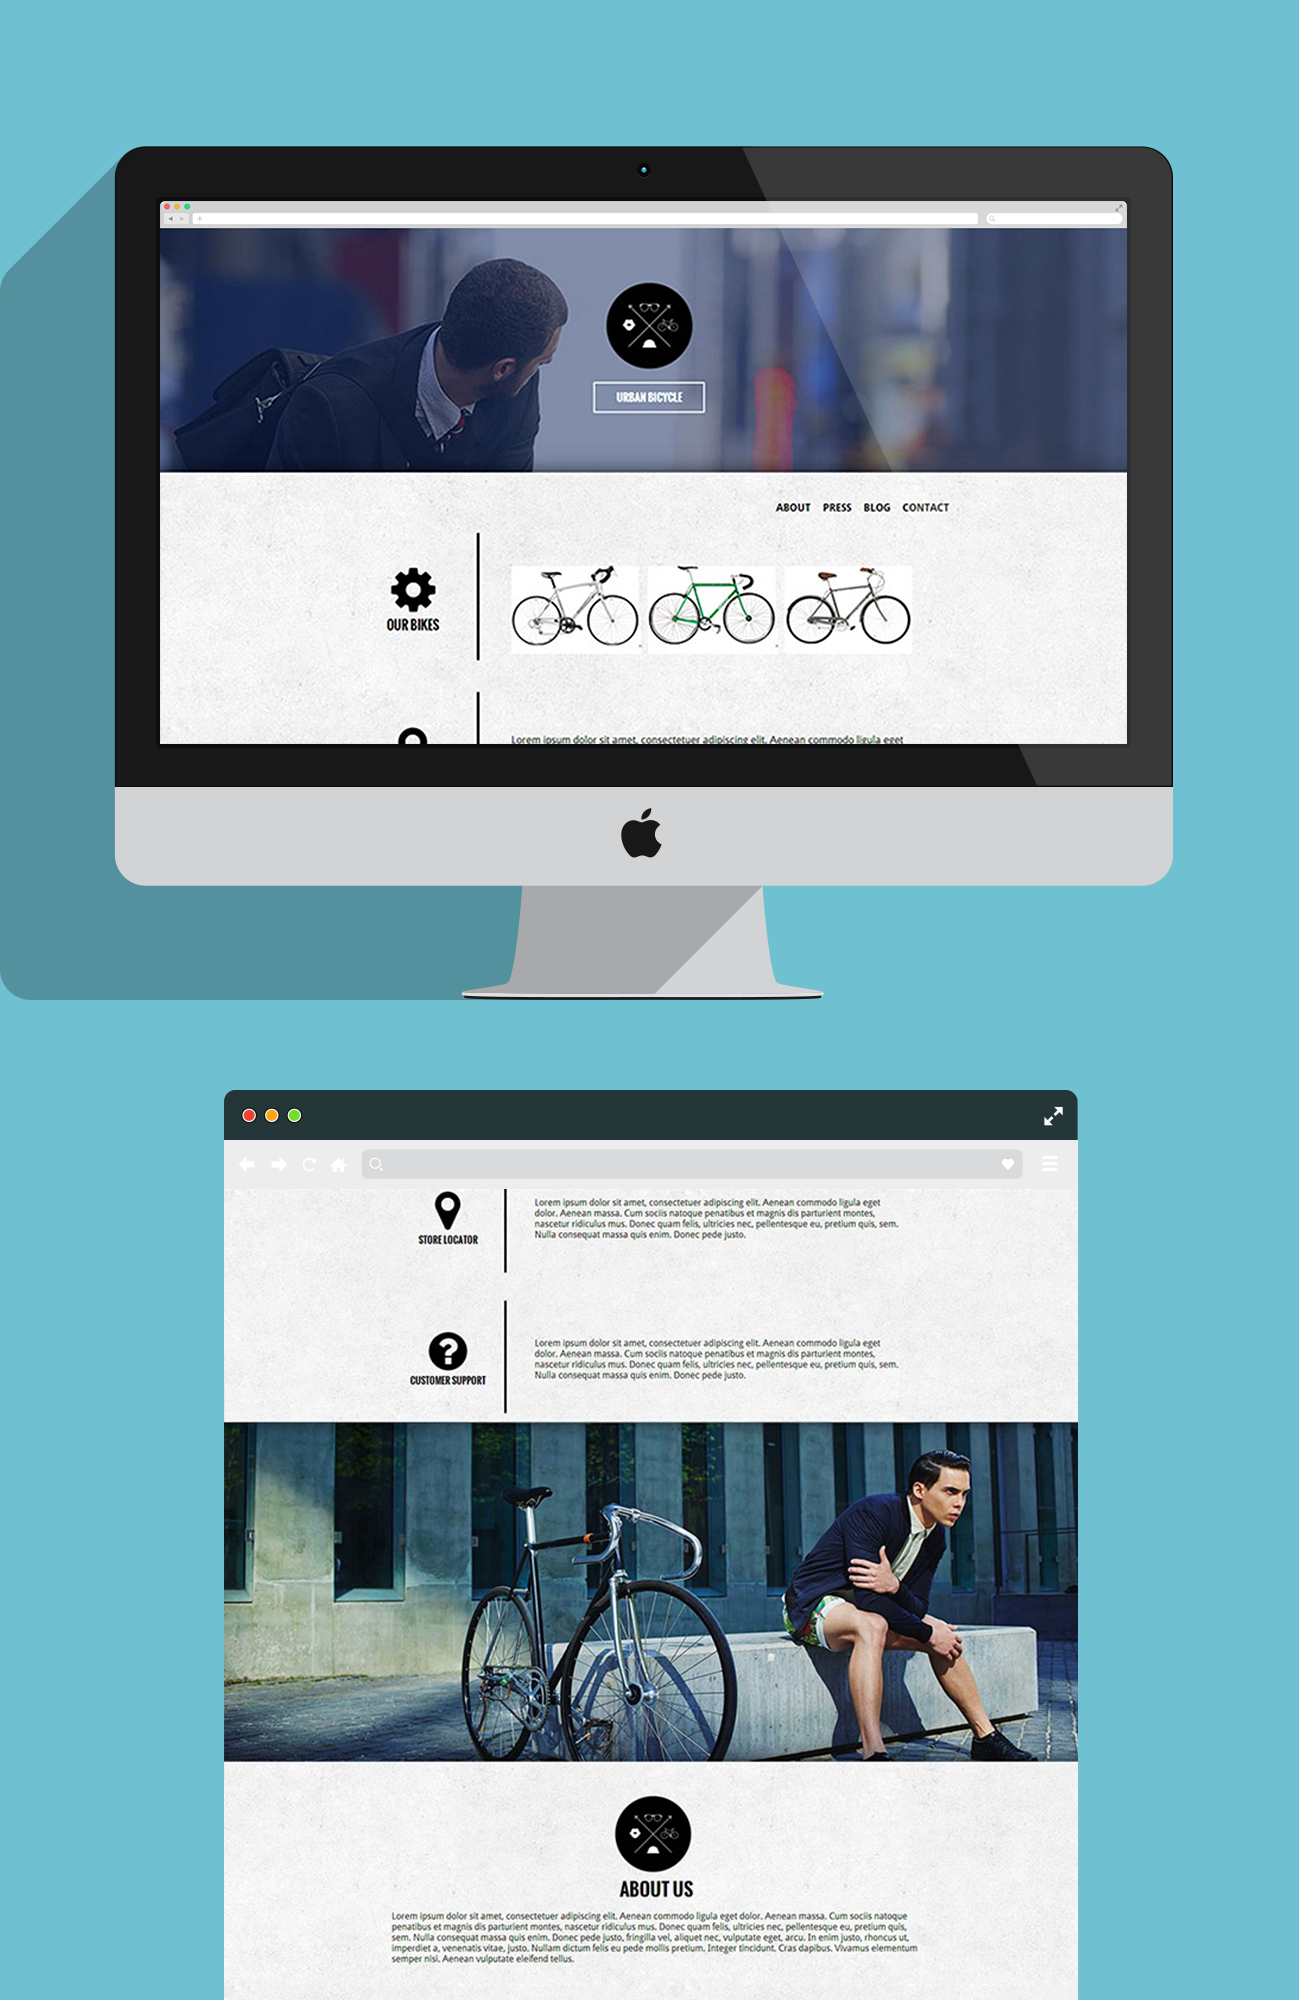 URBAN BICYCLE
ABOUT PRESS BLOG CONTACT
OUR BIKES
Lorem ipsum dolor sit amet, consectetuer adipiscing elit. Aenean commodo ligula eget
STORE LOCATOR
Lorem ipsum dolor sit amet, consectetuer adipiscing elit. Aenean commodo ligula eget
dolor. Aenean massa. Cum sociis natoque penatibus et magnis dis parturient montes,
nascetur ridiculus mus. Donec quam felis, ultricies nec, pellentesque eu, pretium quis, sem.
Nulla consequat massa quis enim. Donec pede justo.
CUSTOMER SUPPORT
Lorem ipsum dolor sit amet, consectetuer adipiscing elit. Aenean commodo ligula eget
dolor. Aenean massa. Cum sociis natoque penatibus et magnis dis parturient montes,
nascetur ridiculus mus. Donec quam felis, ultricies nec, pellentesque eu, pretium quis, sem.
Nulla consequat massa quis enim. Donec pede justo.
ABOUT US
Lorem ipsum dolor sit amet, consectetuer adipiscing elit. Aenean commodo ligula eget dolor. Aenean massa. Cum sociis natoque
penatibus et magnis dis parturient montes, nascetur ridiculus mus. Donec quam felis, ultricies nec, pellentesque eu, pretium quis,
sem. Nulla consequat massa quis enim. Donec pede justo, fringilla vel, aliquet nec, vulputate eget, arcu. In enim justo, rhoncus ut,
imperdiet a, venenatis vitae, justo. Nullam dictum felis eu pede mollis pretium. Integer tincidunt. Cras dapibus. Vivamus elementum
semper nisi. Aenean vulputate eleifend tellus.